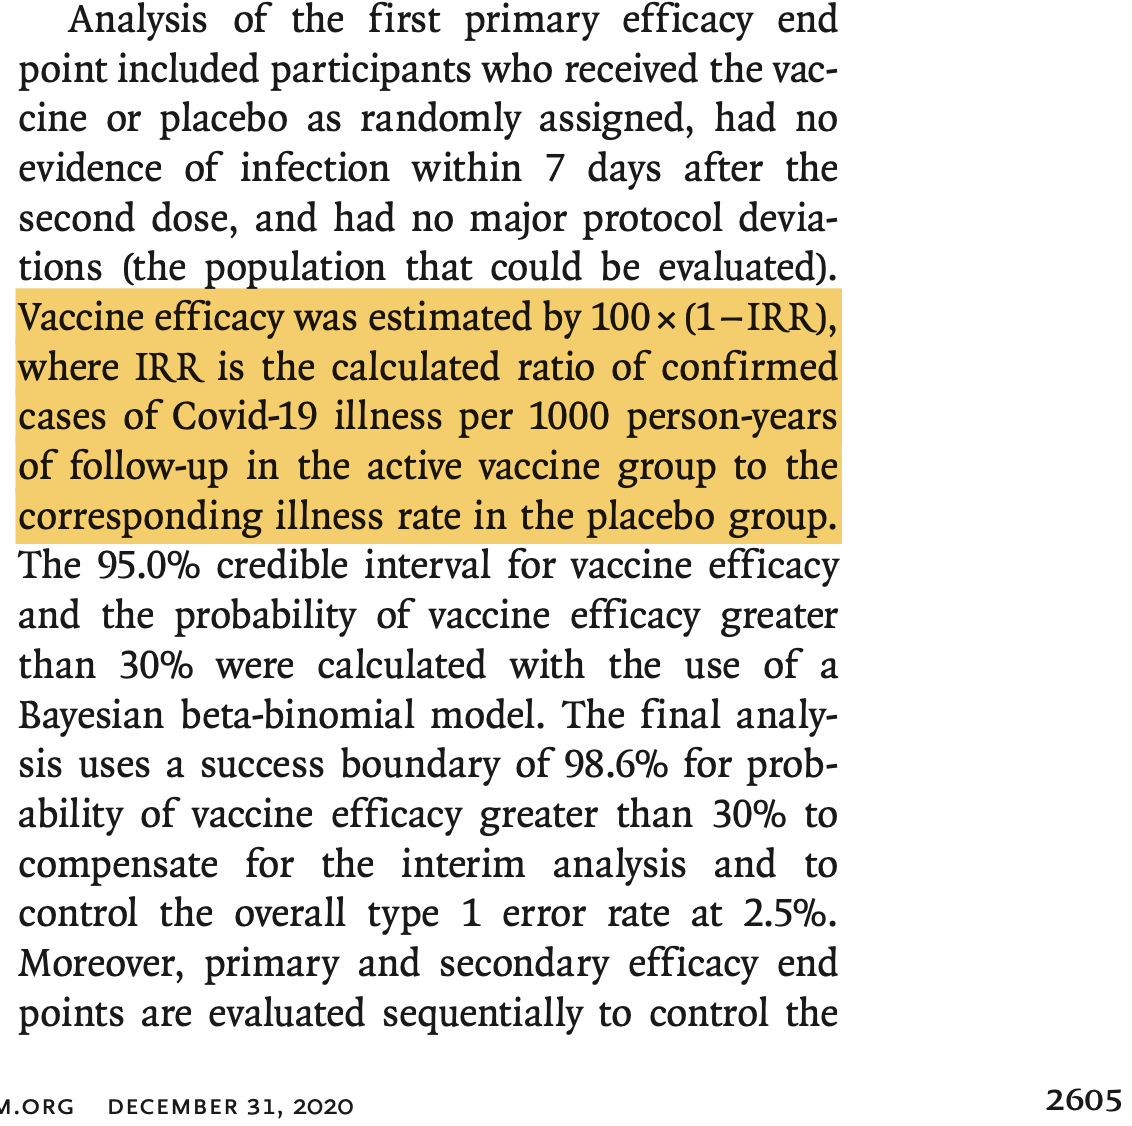 Analysis of the first primary efficacy end
point included participants who received the vac-
cine or placebo as randomly assigned, had no
evidence of infection within 7 days after the
second dose, and had no major protocol devia-
tions (the population that could be evaluated).
Vaccine efficacy was estimated by 100 × (1 – IRR),
where IRR is the calculated ratio of confirmed
cases of Covid-19 illness per 1000 person-years
of follow-up in the active vaccine group to the
corresponding illness rate in the placebo group.
The 95.0% credible interval for vaccine efficacy
and the probability of vaccine efficacy greater
than 30% were calculated with the use of a
Bayesian beta-binomial model. The final analy-
sis uses a success boundary of 98.6% for prob-
ability of vaccine efficacy greater than 30% to
compensate for the interim analysis and to
control the overall type 1 error rate at 2.5%.
Moreover, primary and secondary efficacy end
points are evaluated sequentially to control the
M.ORG DECEMBER 31, 2020 2605